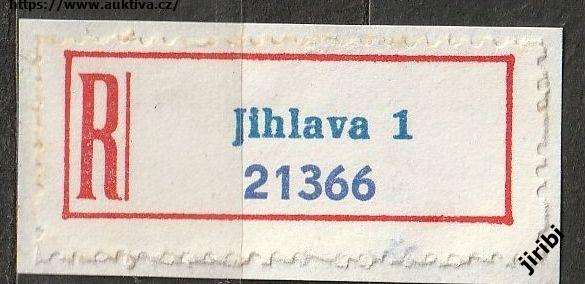 https://www.auktiva.cz/
R
Jihlava 1
21366
jiribi